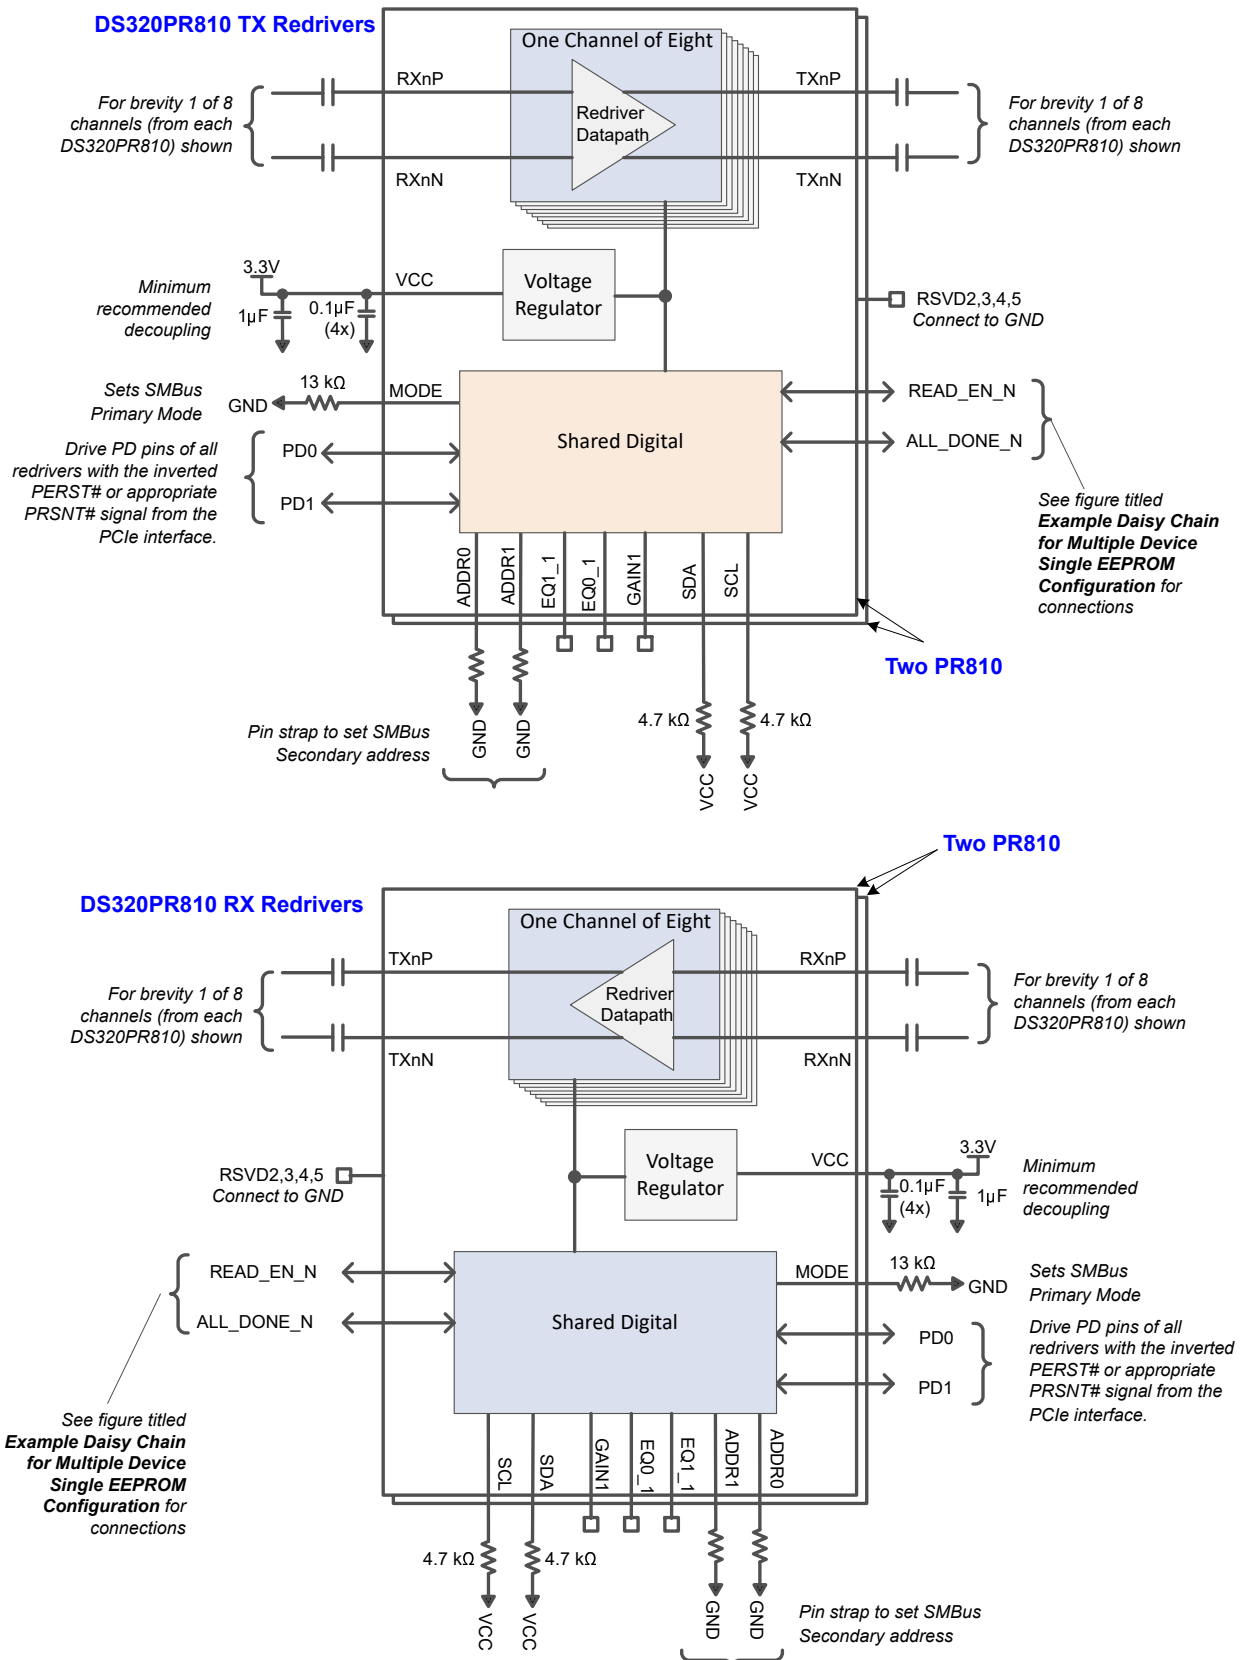 DS320PR810 TX Redrivers
One Channel of Eight
RXnP
TXnP
For brevity 1 of 8
channels (from each
DS320PR810) shown
Redriver
Datapath
For brevity 1 of 8
channels (from each
DS320PR810) shown
RXnN
TXnN
3.3V
VCC
Minimum
recommended
decoupling
1µF
0.1µF
(4x)
Voltage
Regulator
RSVD2,3,4,5
Connect to GND
Sets SMBus
Primary Mode
GND
13 kΩ
MODE
READ_EN_N
Drive PD pins of all
redrivers with the inverted
PERST# or appropriate
PRSNT# signal from the
PCIe interface.
PD0
PD1
Shared Digital
ALL_DONE_N
See figure titled
Example Daisy Chain
for Multiple Device
Single EEPROM
Configuration for
connections
ADDR0
ADDR1
EQ1_1
EQ0_1
GAIN1
SDA
SCL
Two PR810
Pin strap to set SMBus
Secondary address
GND
GND
4.7 kΩ
4.7 kΩ
VCC
VCC
Two PR810
DS320PR810 RX Redrivers
One Channel of Eight
TXnP
RXnP
For brevity 1 of 8
channels (from each
DS320PR810) shown
Redriver
Datapath
For brevity 1 of 8
channels (from each
DS320PR810) shown
TXnN
RXnN
RSVD2,3,4,5
Connect to GND
Voltage
Regulator
VCC
3.3V
0.1µF
(4x)
1µF
Minimum
recommended
decoupling
READ_EN_N
ALL_DONE_N
Shared Digital
MODE
13 kΩ
GND
Sets SMBus
Primary Mode
PD0
PD1
Drive PD pins of all
redrivers with the inverted
PERST# or appropriate
PRSNT# signal from the
PCIe interface.
See figure titled
Example Daisy Chain
for Multiple Device
Single EEPROM
Configuration for
connections
SCL
SDA
GAIN1
EQ0_1
EQ1_1
ADDR1
ADDR0
4.7 kΩ
4.7 kΩ
VCC
VCC
GND
GND
Pin strap to set SMBus
Secondary address